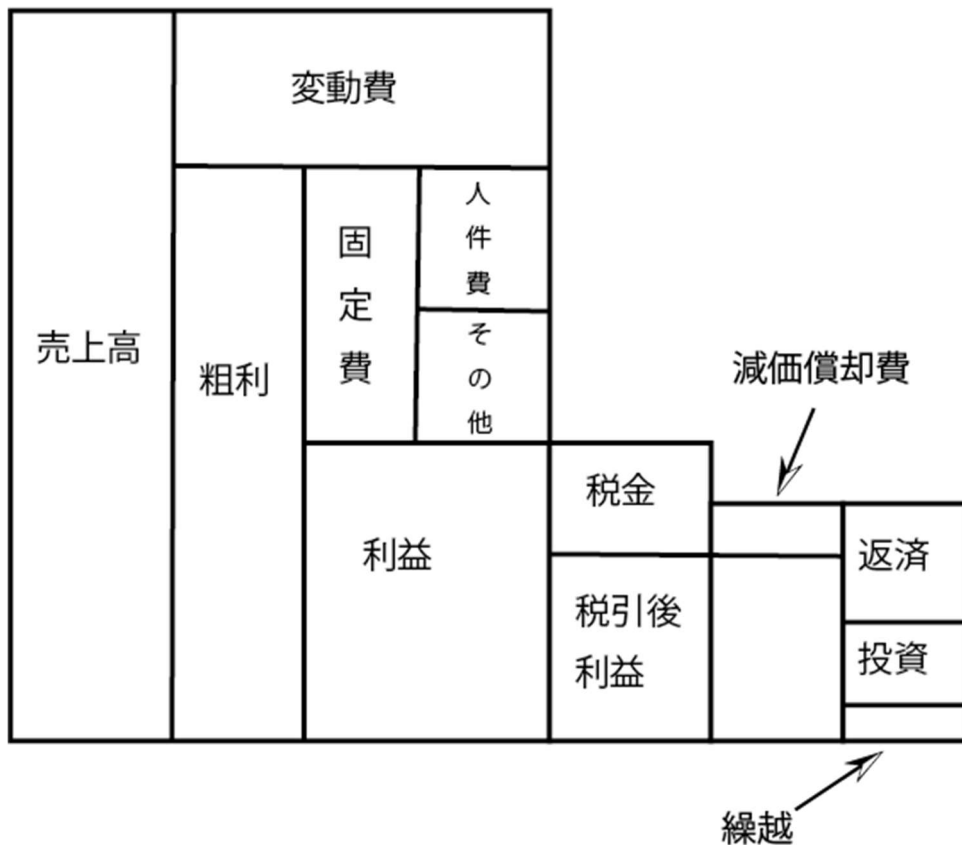 変動費
売上高
粗利
固定費
人件費
その他
利益
税金
税引後
利益
減価償却費
返済
投資
繰越